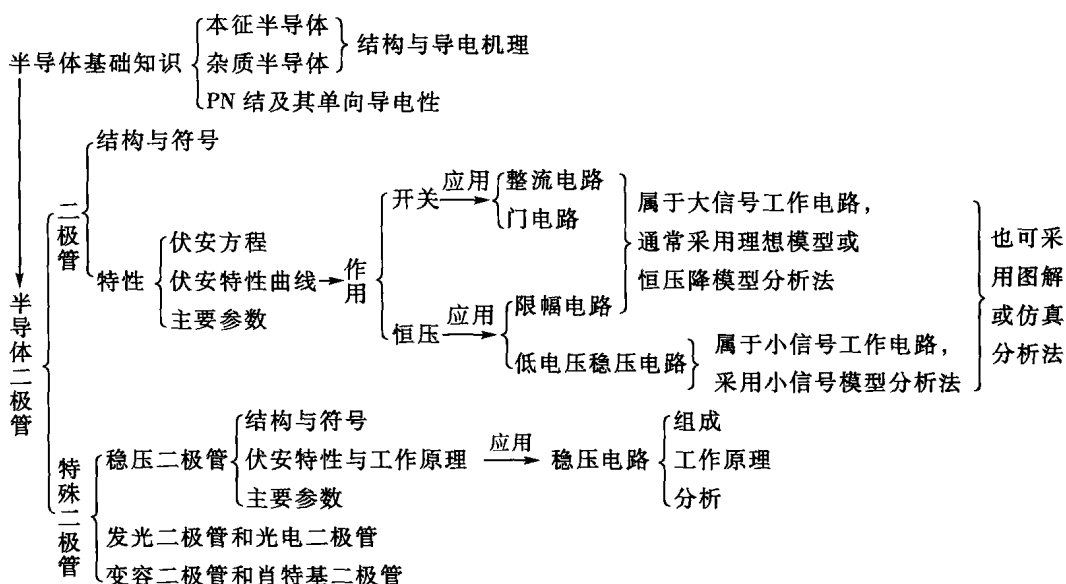 半导体基础知识
本征半导体
杂质半导体
结构与导电机理
PN 结及其单向导电性
半导体二极管
二极管
结构与符号
特性
伏安方程
伏安特性曲线
主要参数
作用
开关
应用
整流电路
门电路
恒压
应用
限幅电路
低电压稳压电路
属于大信号工作电路，
通常采用理想模型或
恒压降模型分析法
属于小信号工作电路，
采用小信号模型分析法
也可采
用图解
或仿真
分析法
特殊二极管
稳压二极管
结构与符号
伏安特性与工作原理
主要参数
应用
稳压电路
组成
工作原理
分析
发光二极管和光电二极管
变容二极管和肖特基二极管